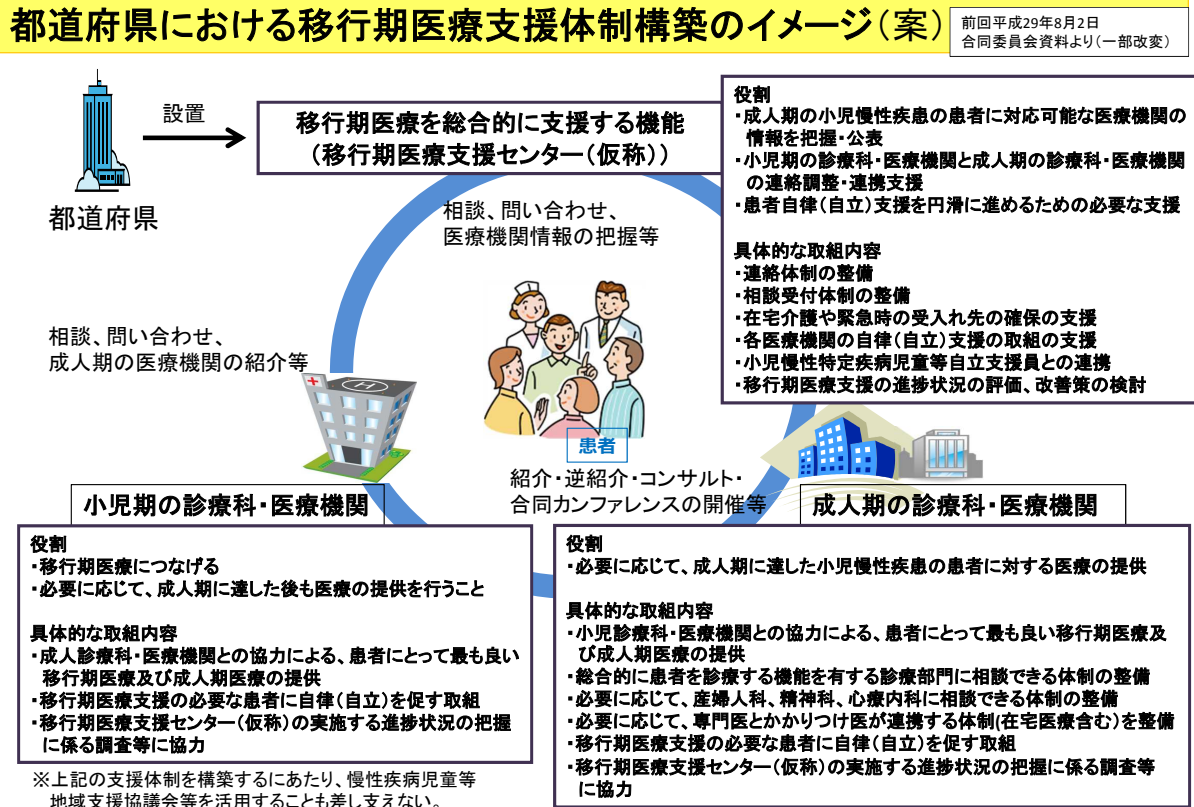 都道府県における移行期医療支援体制構築のイメージ(案)
前回平成29年8月2日
合同委員会資料より(一部改変)
設置
都道府県
移行期医療を総合的に支援する機能
(移行期医療支援センター(仮称))
役割
・成人期の小児慢性疾患の患者に対応可能な医療機関の
情報を把握・公表
・小児期の診療科・医療機関と成人期の診療科・医療機関
の連絡調整・連携支援
・患者自律(自立)支援を円滑に進めるための必要な支援
具体的な取組内容
・連絡体制の整備
・相談受付体制の整備
・在宅介護や緊急時の受入れ先の確保の支援
・各医療機関の自律(自立)支援の取組の支援
・小児慢性特定疾病児童等自立支援員との連携
・移行期医療支援の進捗状況の評価、改善策の検討
相談、問い合わせ、
医療機関情報の把握等
相談、問い合わせ、
成人期の医療機関の紹介等
H
患者
紹介・逆紹介・コンサルト・
合同カンファレンスの開催等
小児期の診療科・医療機関
役割
・移行期医療につなげる
・必要に応じて、成人期に達した後も医療の提供を行うこと
具体的な取組内容
・成人診療科・医療機関との協力による、患者にとって最も良い
移行期医療及び成人期医療の提供
・移行期医療支援の必要な患者に自律(自立)を促す取組
・移行期医療支援センター(仮称)の実施する進捗状況の把握
に係る調査等に協力
※上記の支援体制を構築するにあたり、慢性疾病児童等
地域支援協議会等を活用することも差し支えない。
成人期の診療科・医療機関
役割
・必要に応じて、成人期に達した小児慢性疾患の患者に対する医療の提供
具体的な取組内容
・小児診療科・医療機関との協力による、患者にとって最も良い移行期医療及
び成人期医療の提供
・総合的に患者を診療する機能を有する診療部門に相談できる体制の整備
・必要に応じて、産婦人科、精神科、心療内科に相談できる体制の整備
・必要に応じて、専門医とかかりつけ医が連携する体制(在宅医療含む)を整備
・移行期医療支援の必要な患者に自律(自立)を促す取組
・移行期医療支援センター(仮称)の実施する進捗状況の把握に係る調査等
に協力